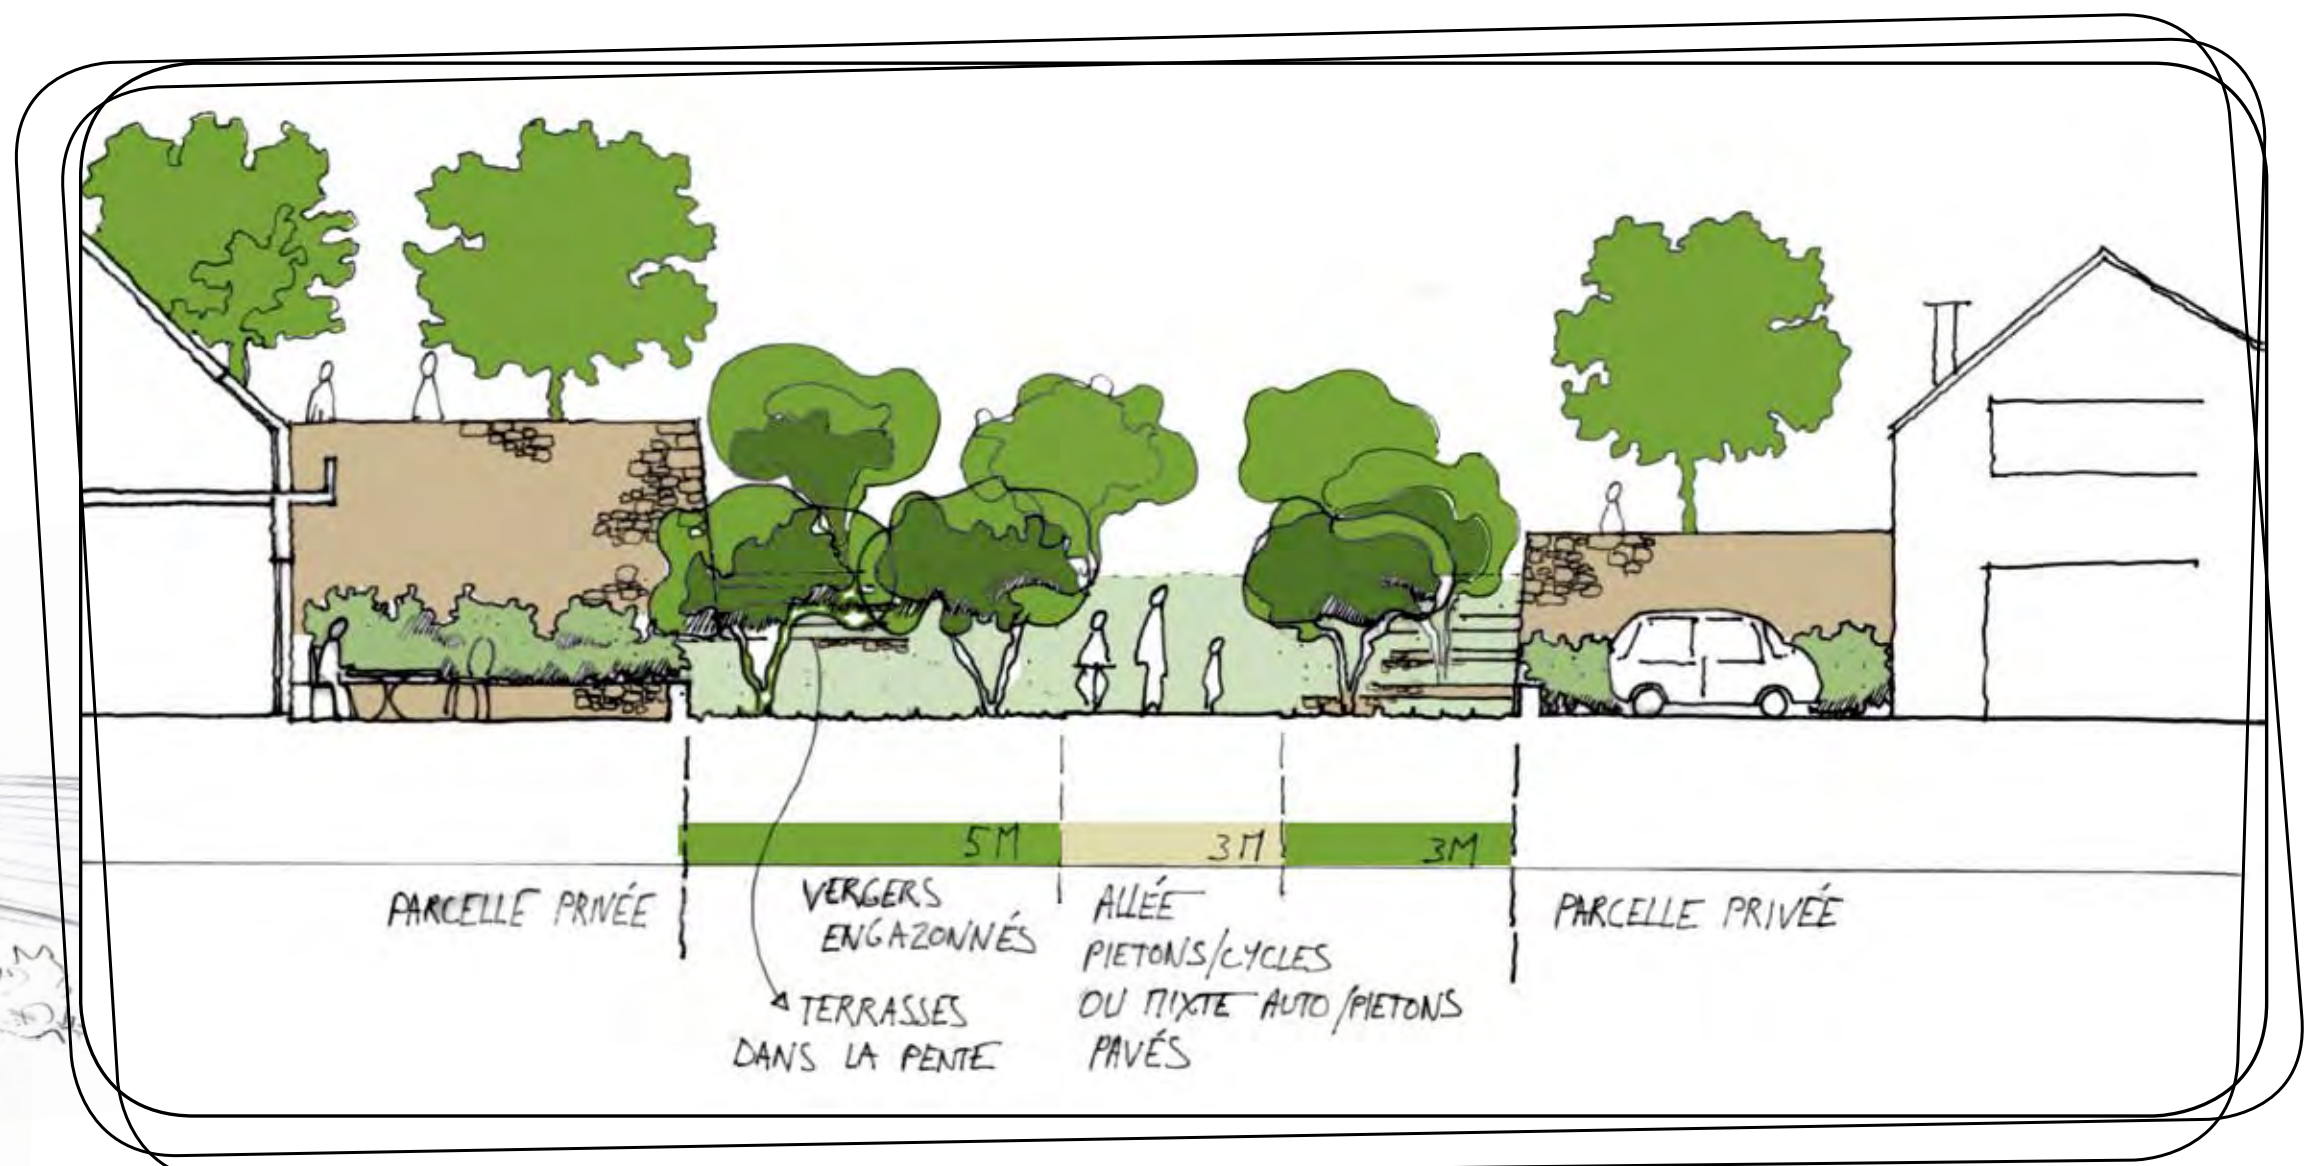 5M
3M
3M
PARCELLE PRIVÉE
VERGERS
ENGAZONNÉS
TERRASSES
DANS LA PENTE
ALLÉE
PIETONS/CYCLES
OU MIXTE AUTO/PIETONS
PAVÉS
PARCELLE PRIVÉE